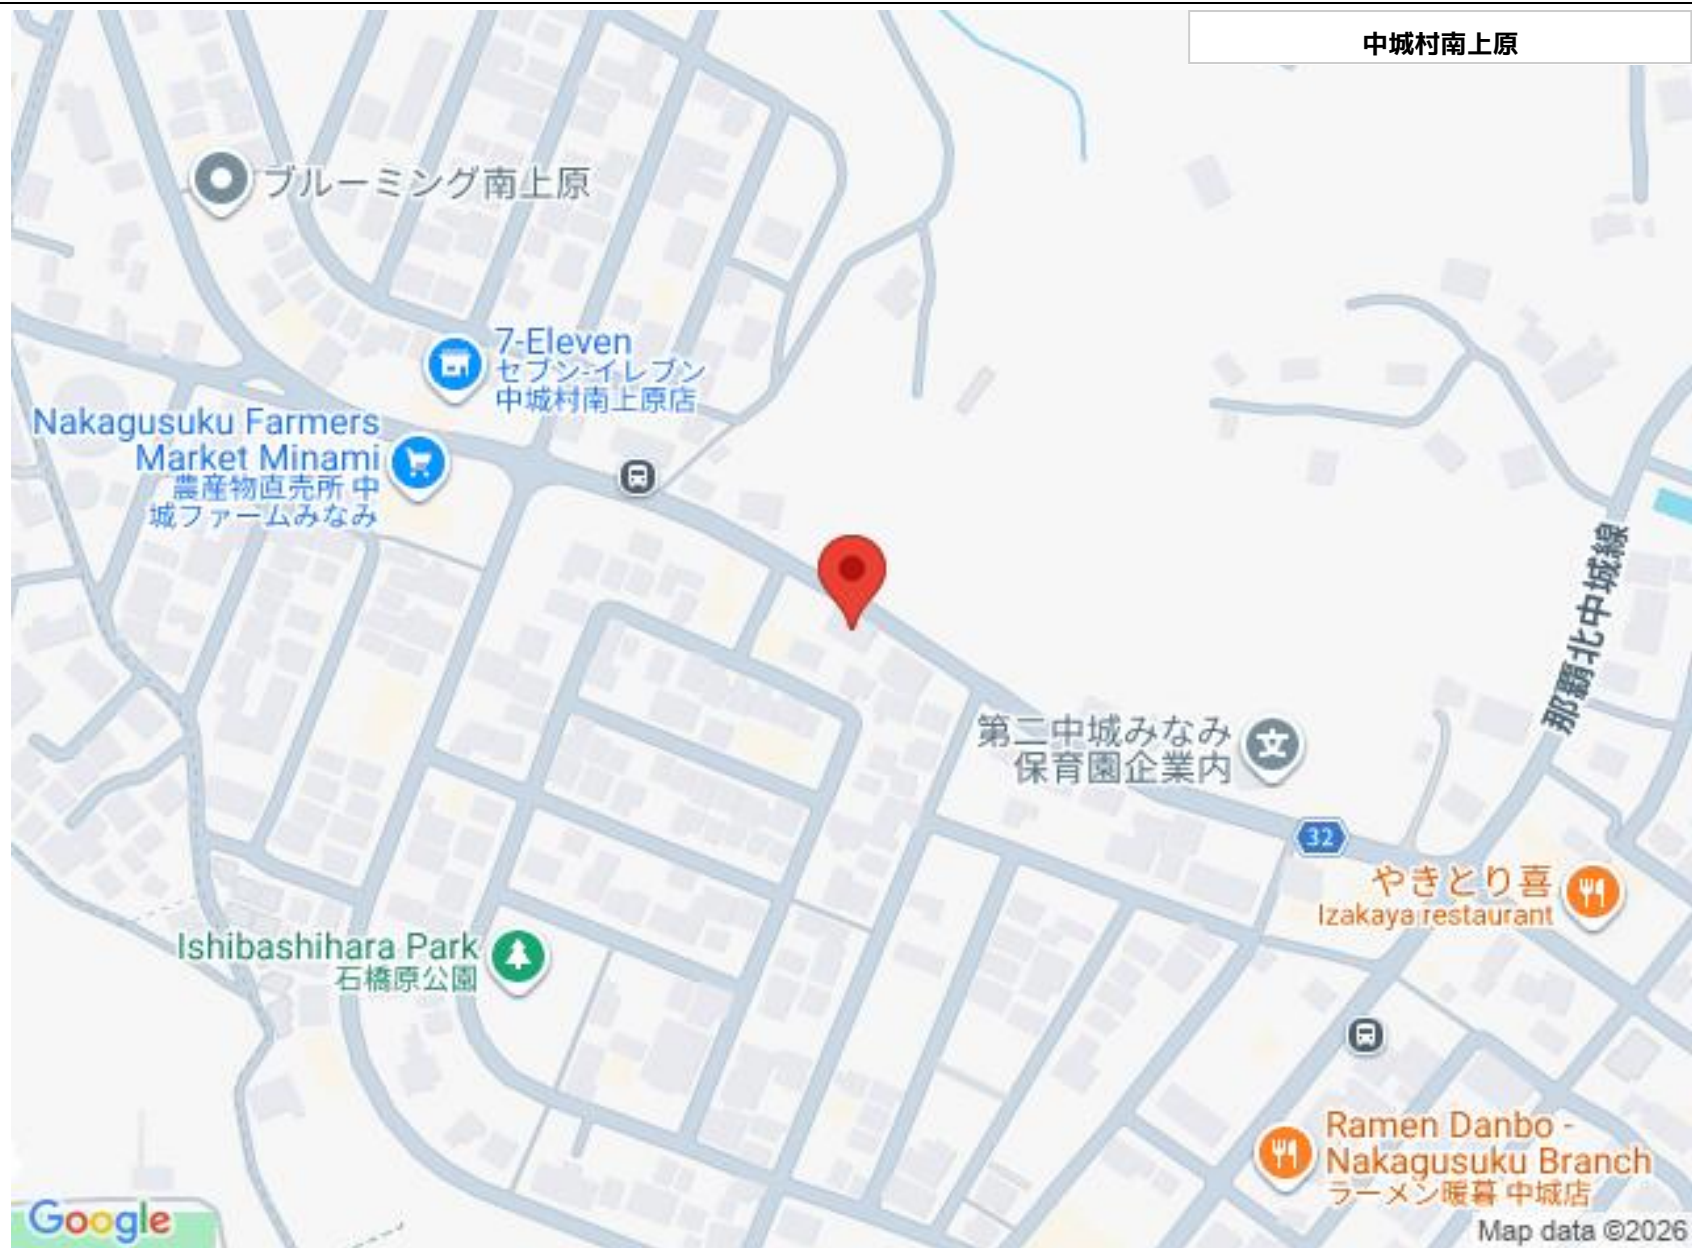 中城村南上原
ブルーミング南上原
7-Eleven
セブン-イレブン
中城村南上原店
Nakagusuku Farmers
Market Minami
農産物直売所 中
城ファームみなみ
那覇北中城線
第二中城みなみ
保育園企業内
32
やきとり喜
Izakaya restaurant
Ishibashihara Park
石橋原公園
Ramen Danbo -
Nakagusuku Branch
ラーメン暖暮 中城店
Google
Map data ©2026